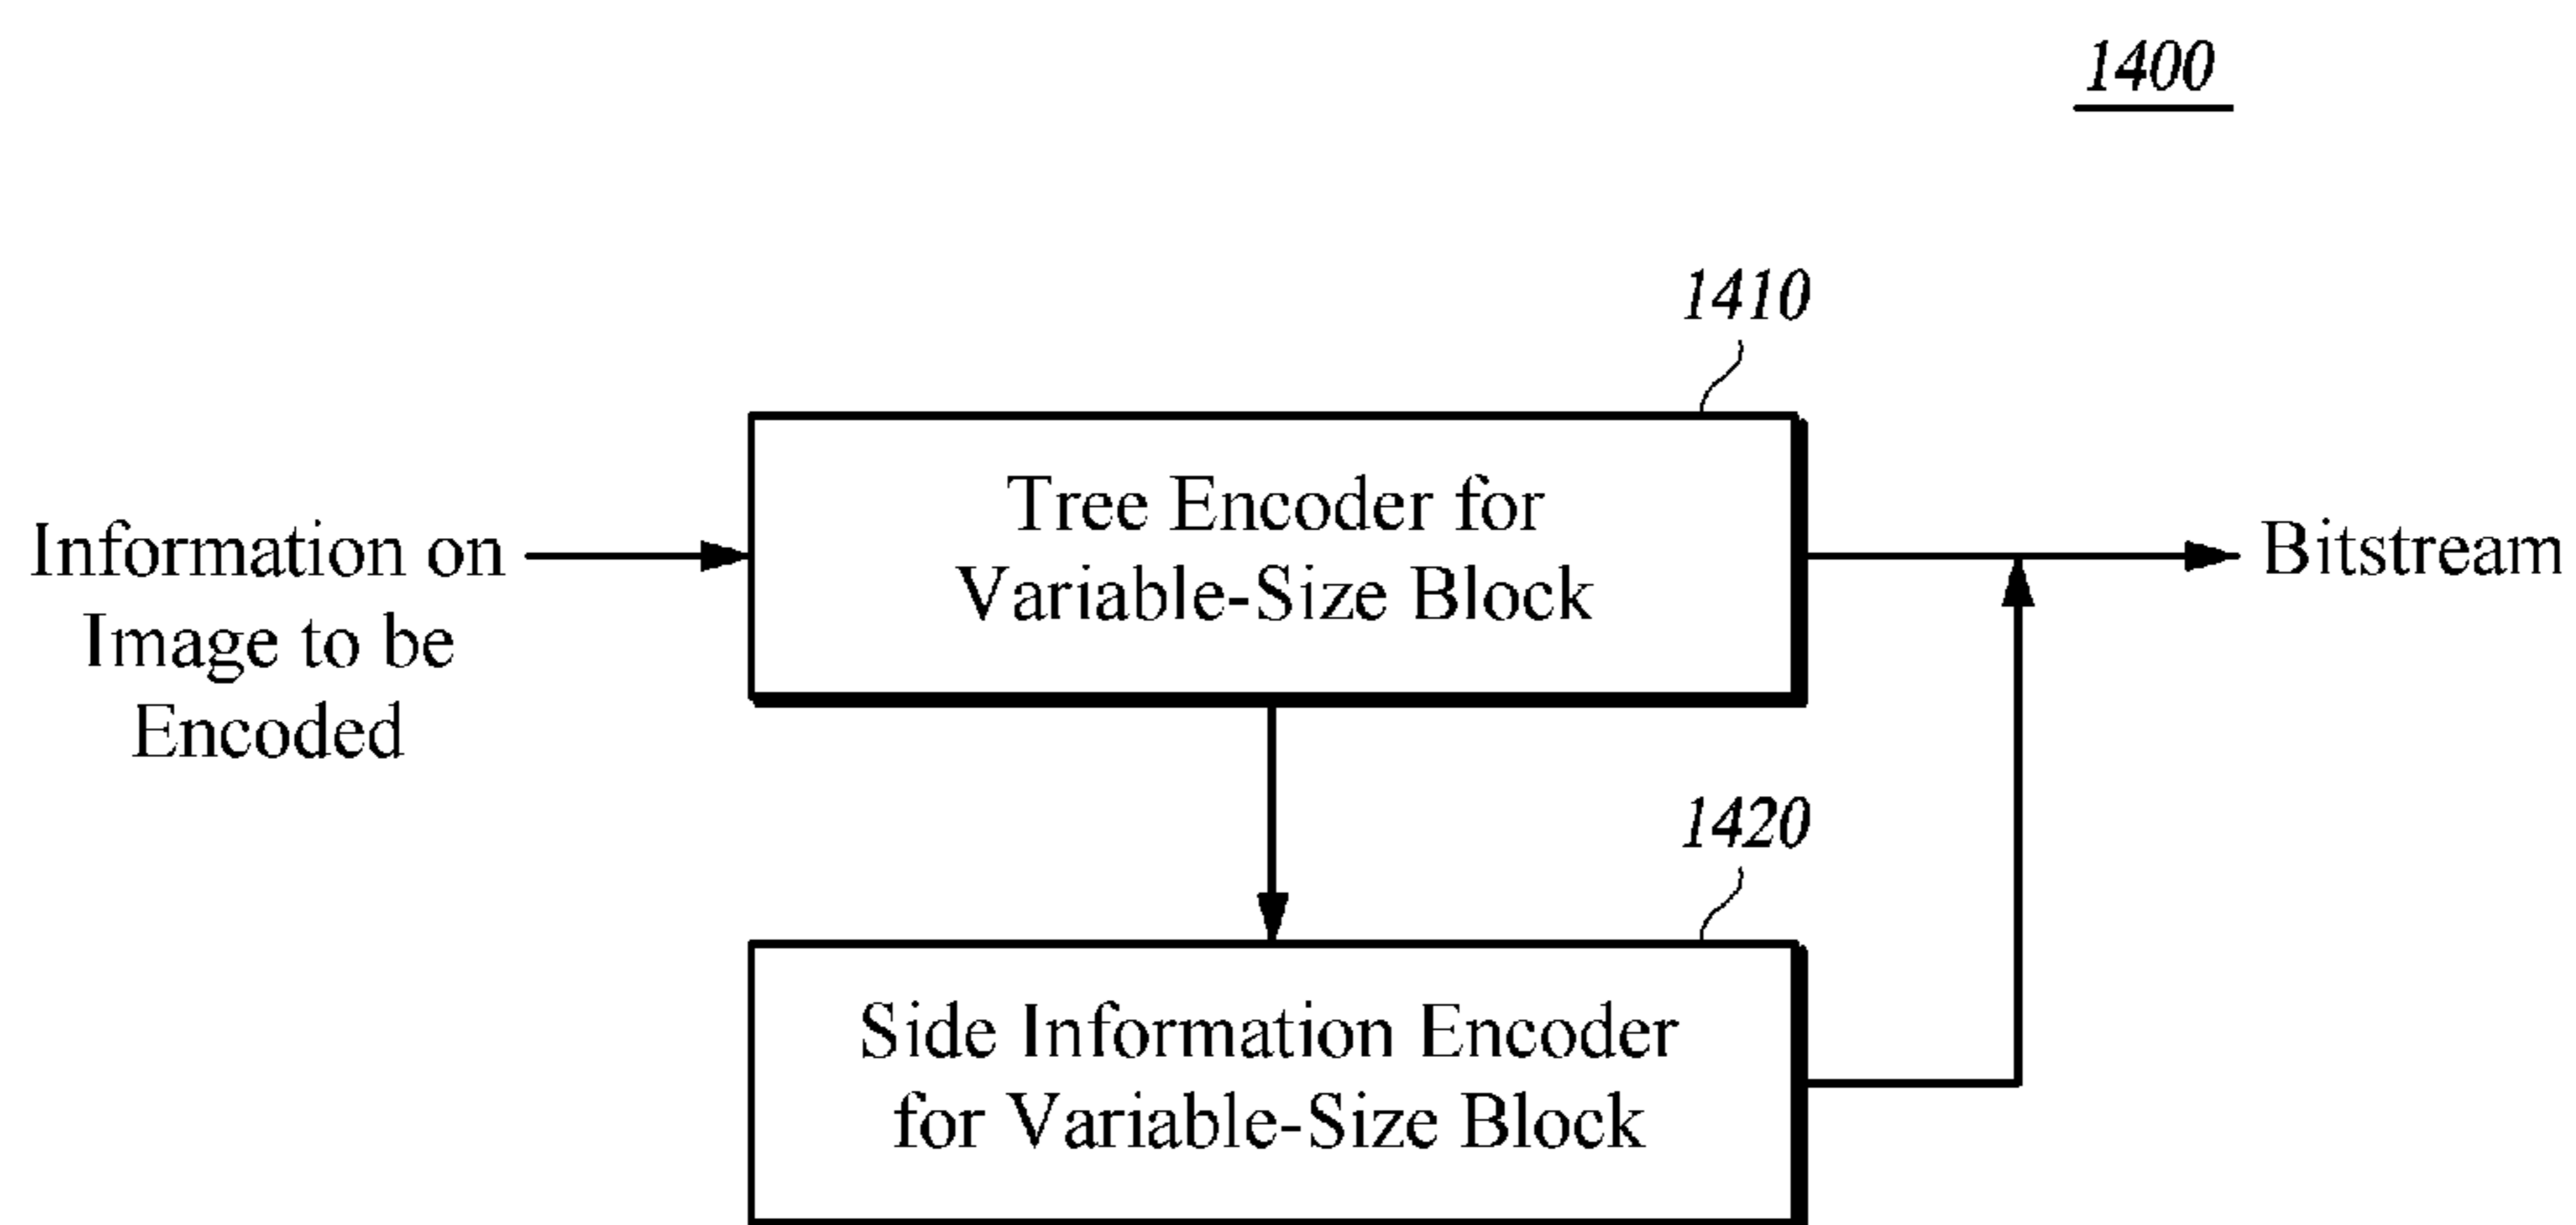 1400
1410
Tree Encoder for
Variable-Size Block
Information on
Image to be
Encoded
Bitstream
1420
Side Information Encoder
for Variable-Size Block